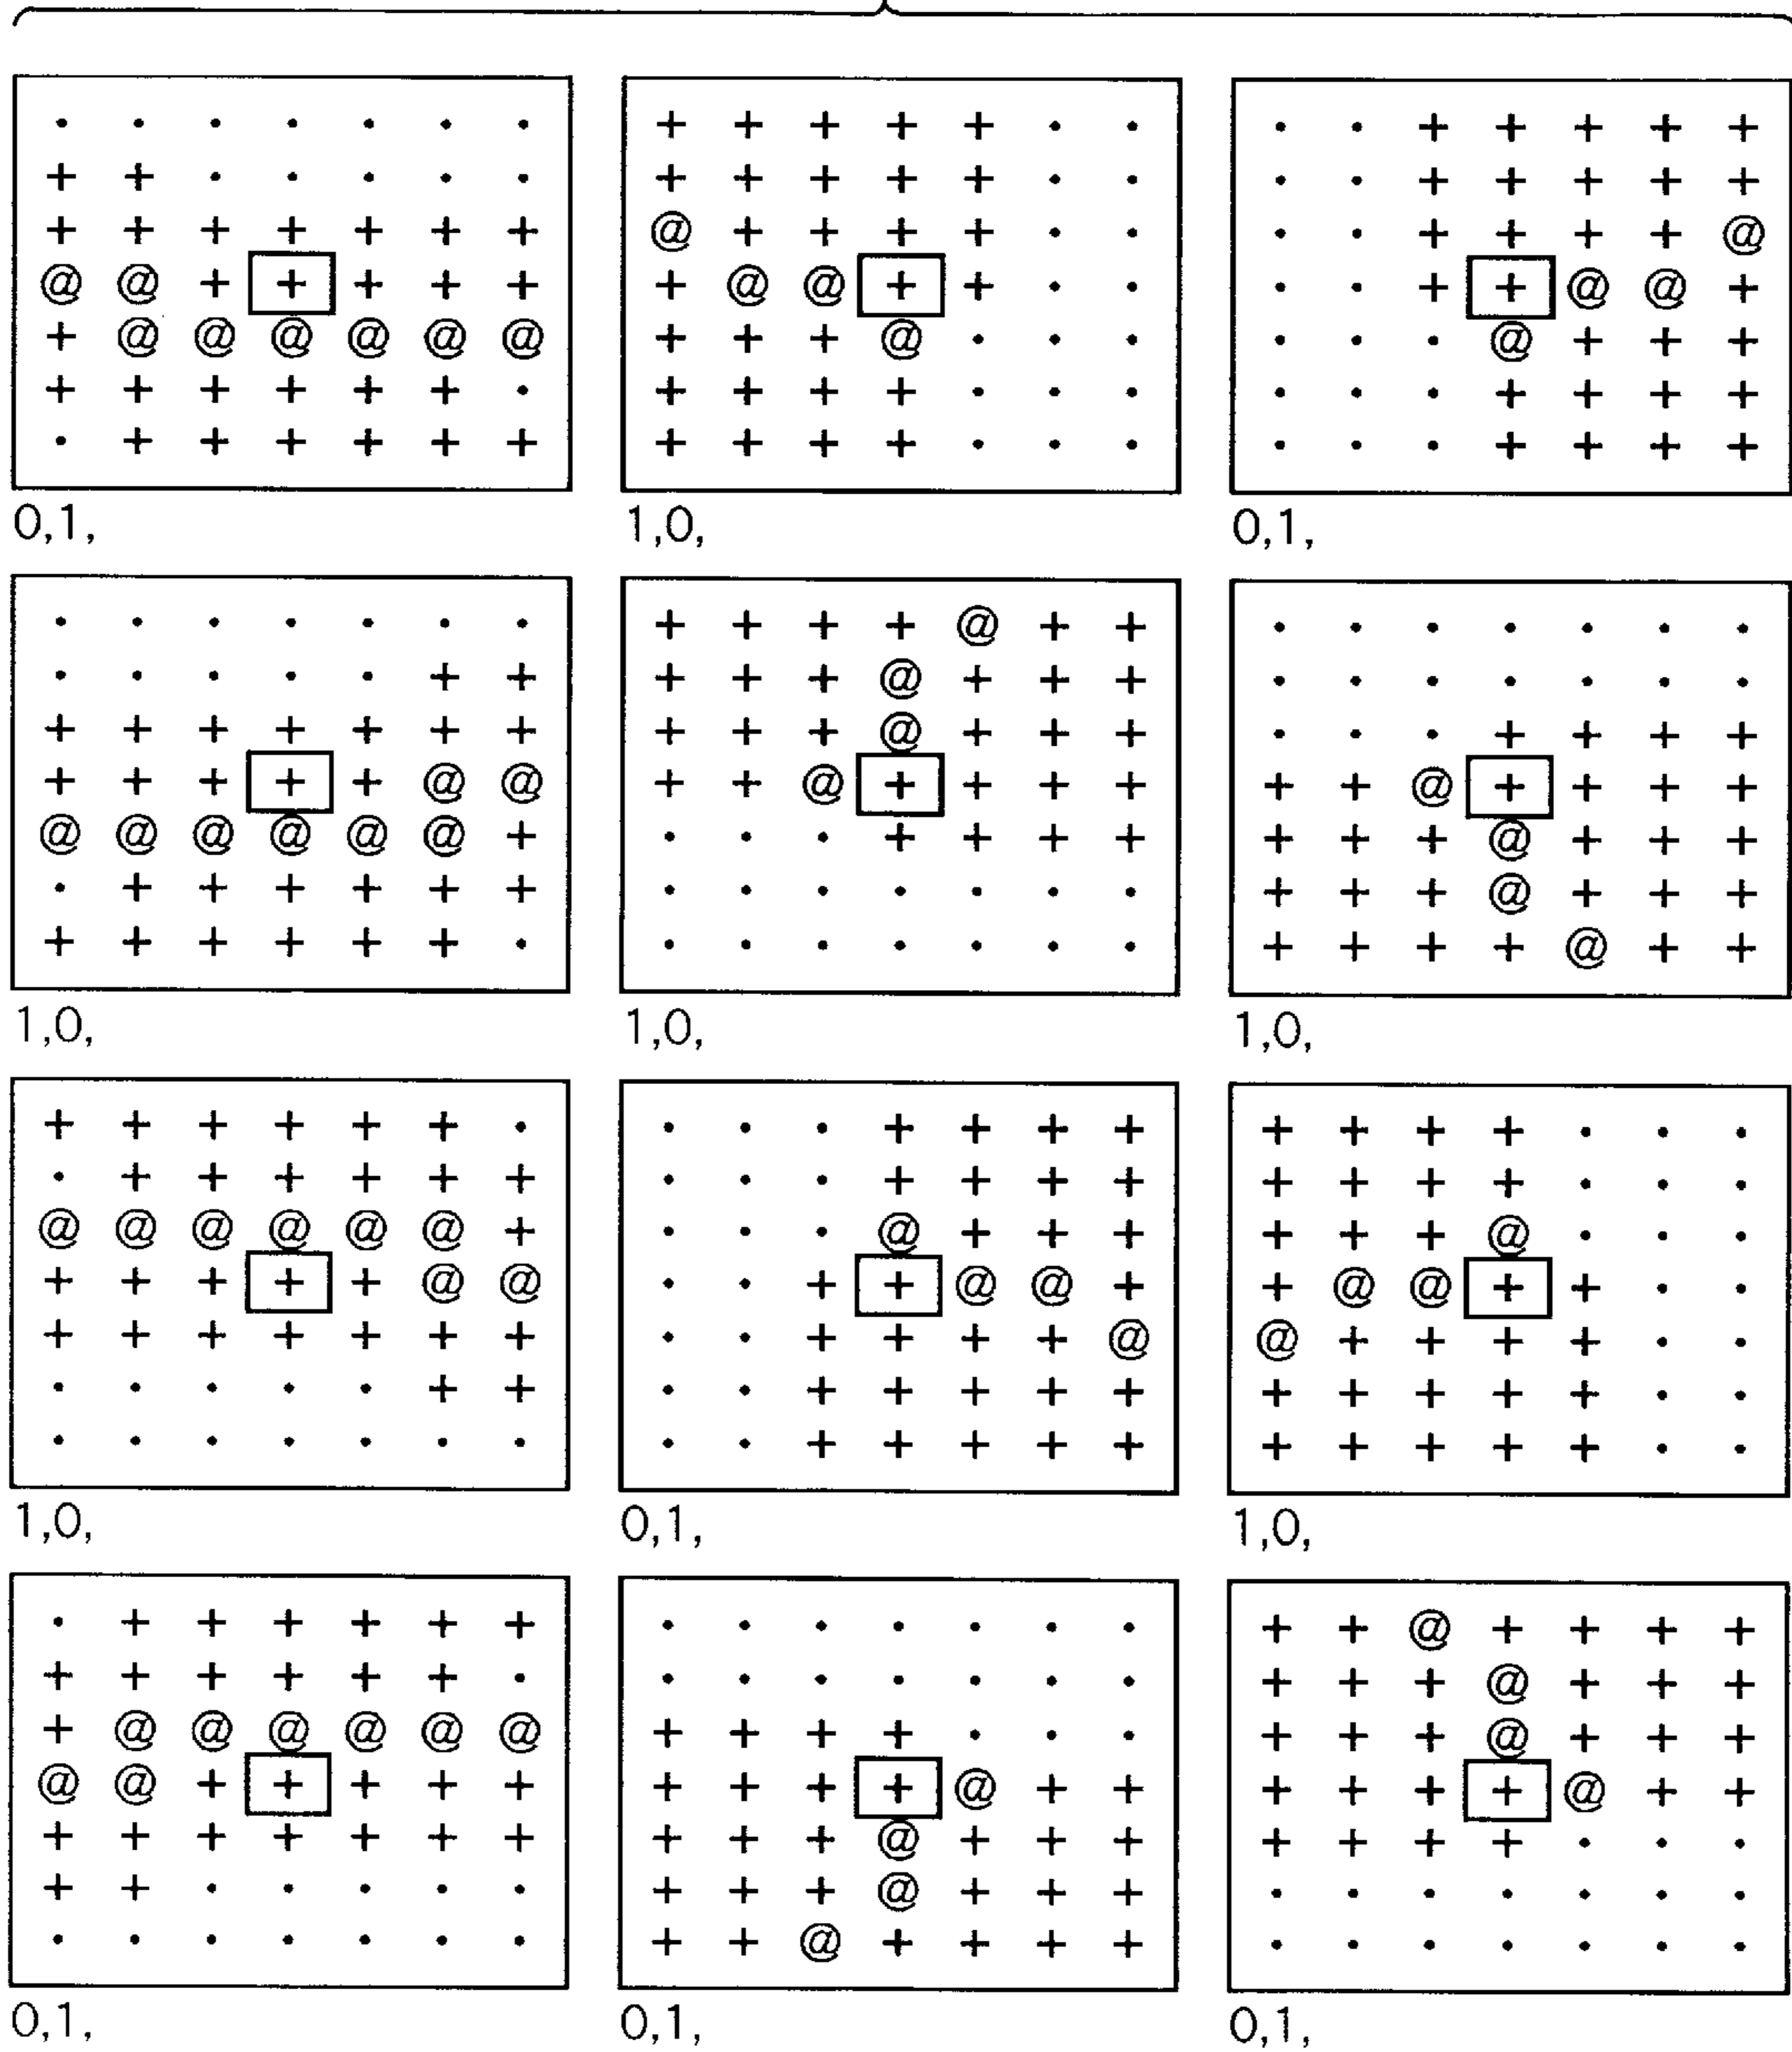 . . . . . . .
+ + . . . . .
+ + + + + + +
@ @ + + + + +
+ @ @ @ @ @ @
+ + + + + + .
. + + + + + +
0,1,
+ + + + + . .
+ + + + + . .
@ + + + + . .
+ @ @ + + . .
+ + + @ . . .
+ + + + . . .
+ + + + . . .
1,0,
. . + + + + +
. . + + + + +
. . + + + + @
. . + + @ @ +
. . . @ + + +
. . . + + + +
. . . + + + +
0,1,
. . . . . . .
. . . . . + +
+ + + + + + +
+ + + + + @ @
@ @ @ @ @ @ +
. + + + + + +
+ + + + + + .
1,0,
+ + + + @ + +
+ + + @ + + +
+ + + @ + + +
+ + @ + + + +
. . . + + + +
. . . . . . .
. . . . . . .
1,0,
. . . . . . .
. . . . . . .
. . . + + + +
+ + @ + + + +
+ + + @ + + +
+ + + @ + + +
+ + + + @ + +
1,0,
+ + + + + + .
. + + + + + +
@ @ @ @ @ @ +
+ + + + + @ @
+ + + + + + +
. . . . . + +
. . . . . . .
1,0,
. . . + + + +
. . . + + + +
. . . @ + + +
. . + + @ @ +
. . + + + + @
. . + + + + +
. . + + + + +
0,1,
+ + + + . . .
+ + + + . . .
+ + + @ . . .
+ @ @ + + . .
@ + + + + . .
+ + + + + . .
+ + + + + . .
1,0,
. + + + + + +
+ + + + + + .
+ @ @ @ @ @ @
@ @ + + + + +
+ + + + + + +
+ + . . . . .
. . . . . . .
0,1,
. . . . . . .
. . . . . . .
+ + + + . . .
+ + + + @ + +
+ + + @ + + +
+ + + @ + + +
+ + @ + + + +
0,1,
+ + @ + + + +
+ + + @ + + +
+ + + @ + + +
+ + + + @ + +
+ + + + . . .
. . . . . . .
. . . . . . .
0,1,